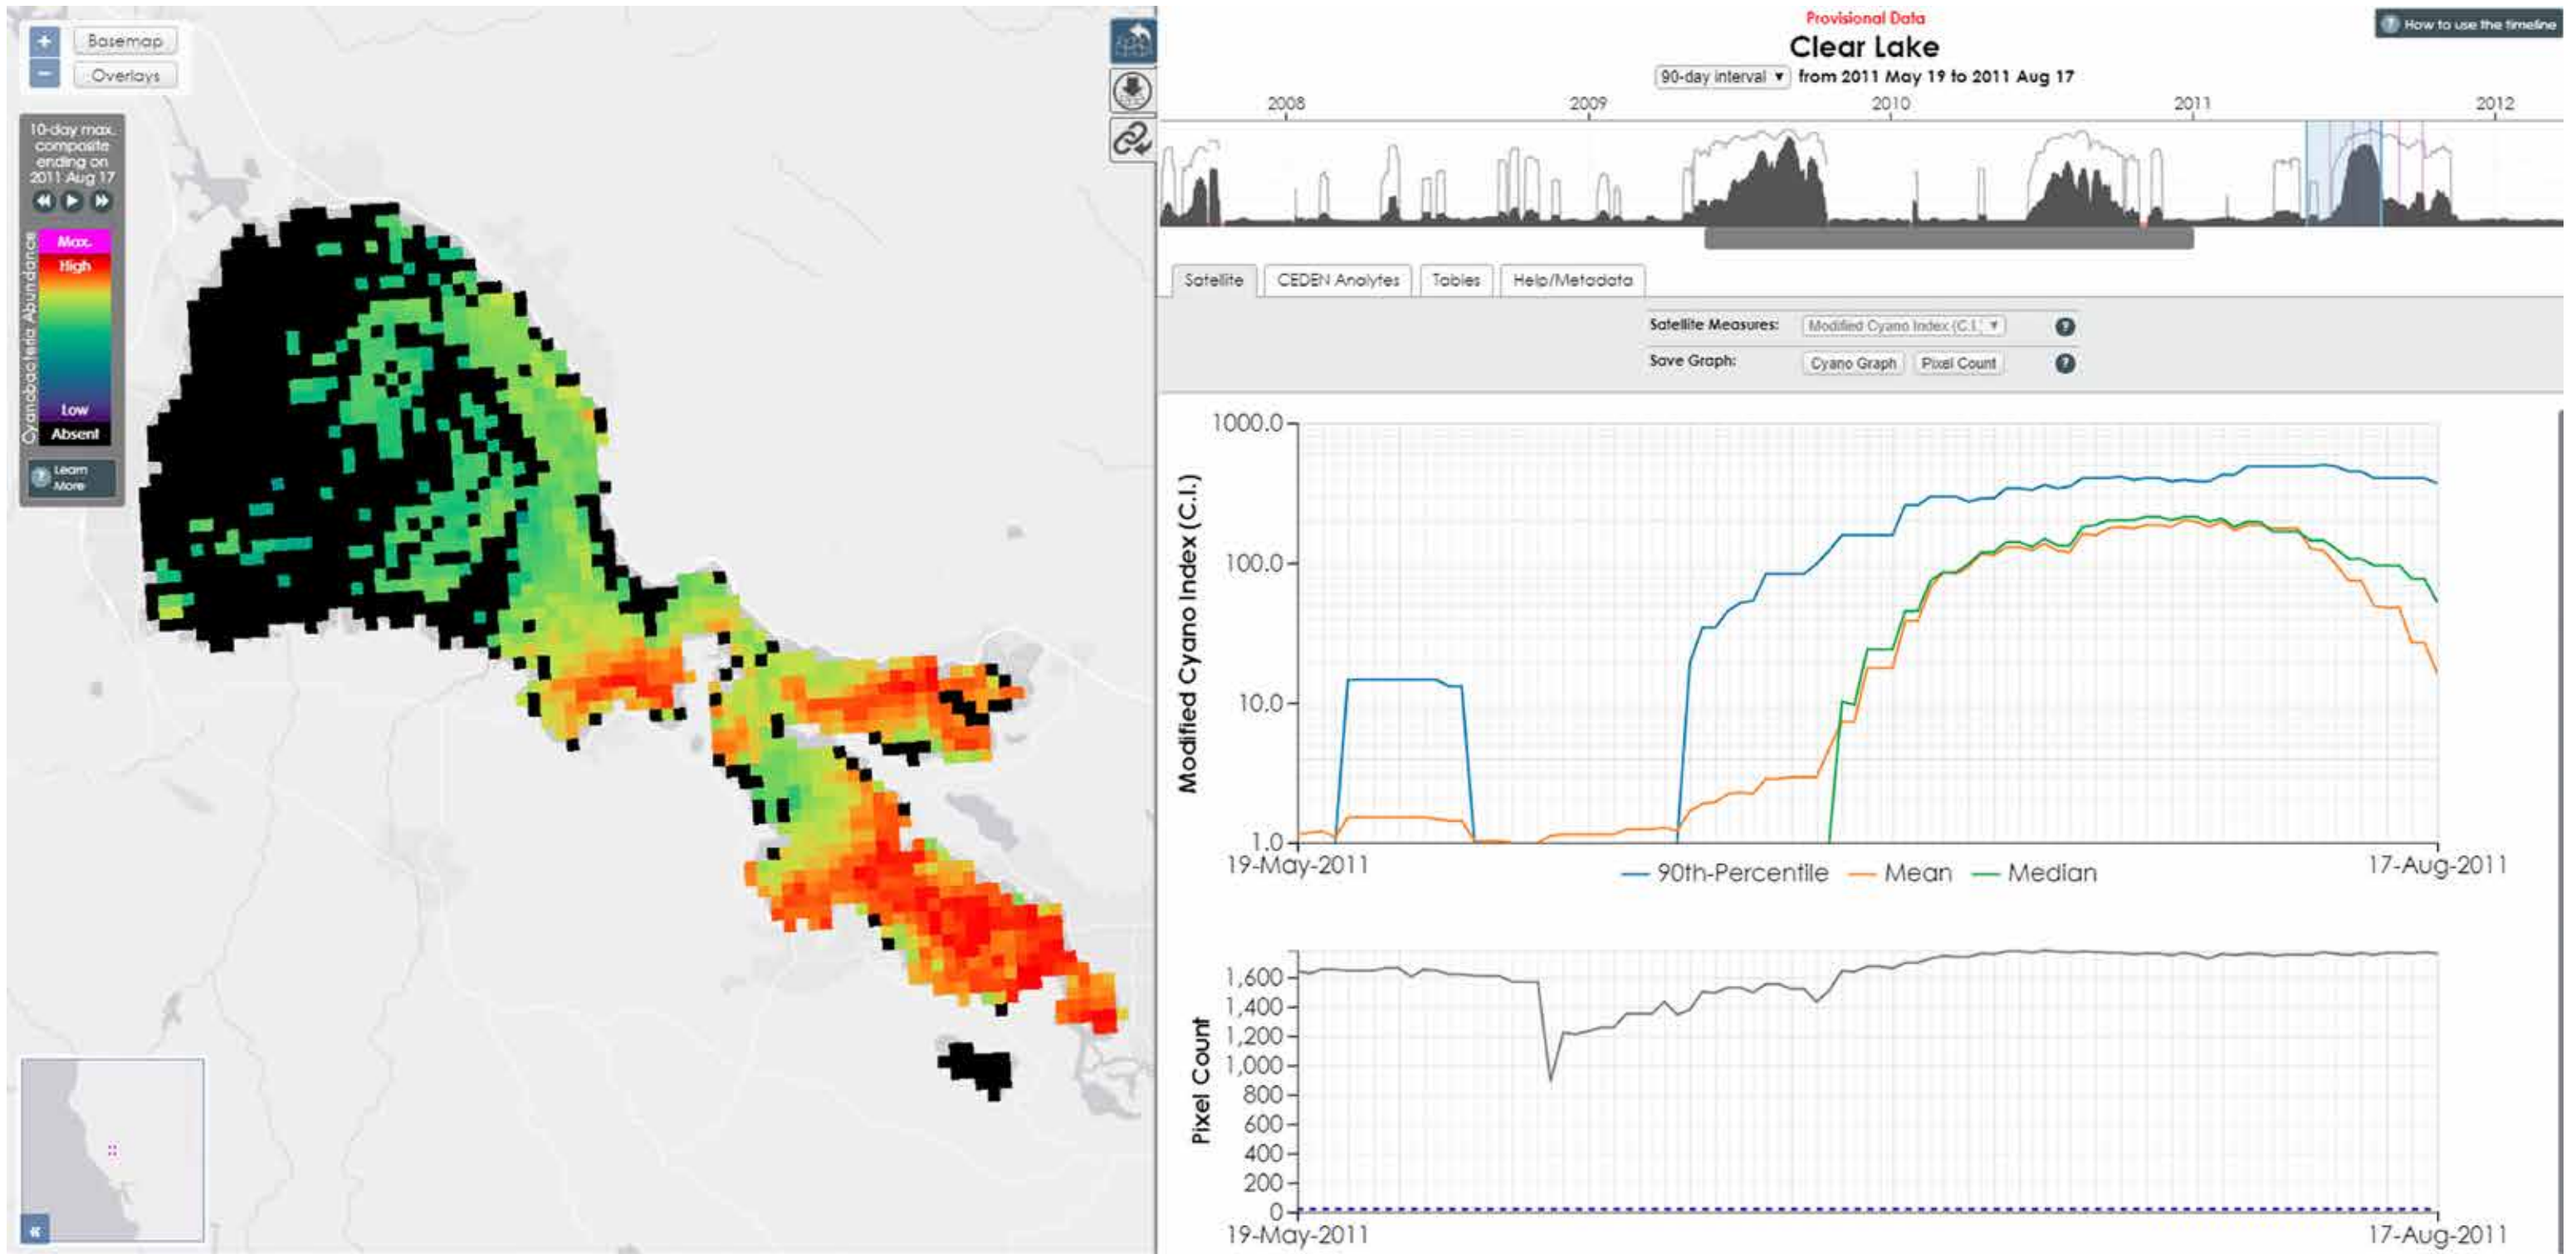 +
Basemap
−
Overlays
10-day max.
composite
ending on
2011 Aug 17
Cyanobacteria Abundance
Max.
High
Low
Absent
? Learn
More
«
Provisional Data
? How to use the timeline
Clear Lake
90-day interval ▼ from 2011 May 19 to 2011 Aug 17
2008 2009 2010 2011 2012
Satellite CEDEN Analytes Tables Help/Metadata
Satellite Measures: Modified Cyano Index (C.I.) ▼ ?
Save Graph: Cyano Graph Pixel Count ?
Modified Cyano Index (C.I.)
1000.0
100.0
10.0
1.0
19-May-2011 17-Aug-2011
90th-Percentile Mean Median
Pixel Count
1,600
1,400
1,200
1,000
800
600
400
200
0
19-May-2011 17-Aug-2011